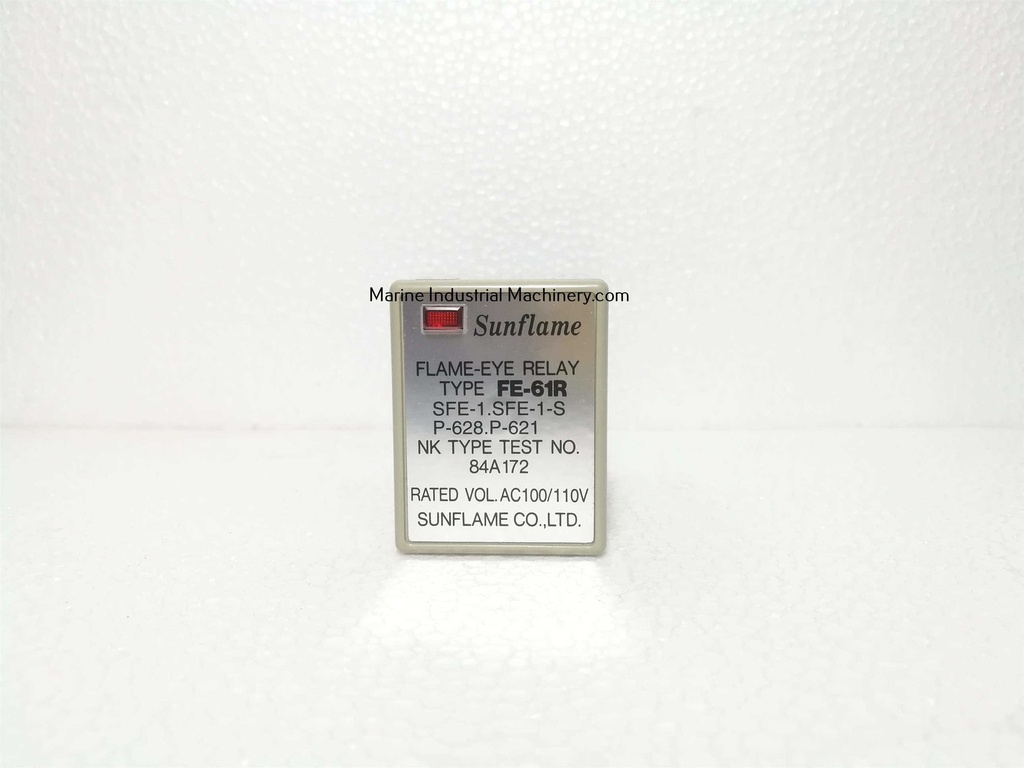 Marine Industrial Machinery.com
Sunflame
FLAME-EYE RELAY
TYPE FE-61R
SFE-1.SFE-1-S
P-628.P-621
NK TYPE TEST NO.
84A172
RATED VOL.AC100/110V
SUNFLAME CO.,LTD.